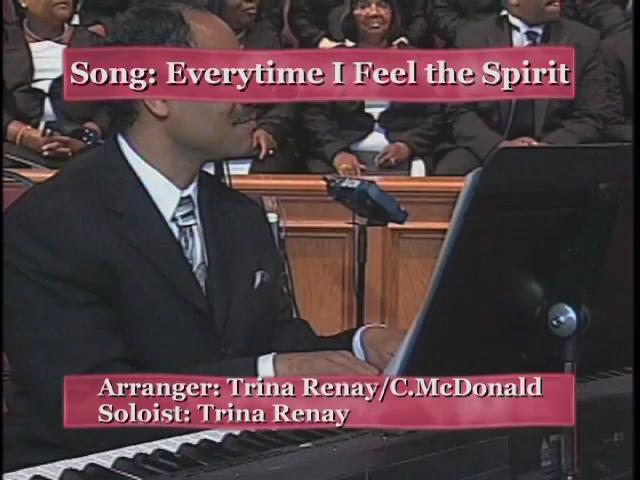 Song: Everytime I Feel the Spirit
Arranger: Trina Renay/C.McDonald
Soloist: Trina Renay